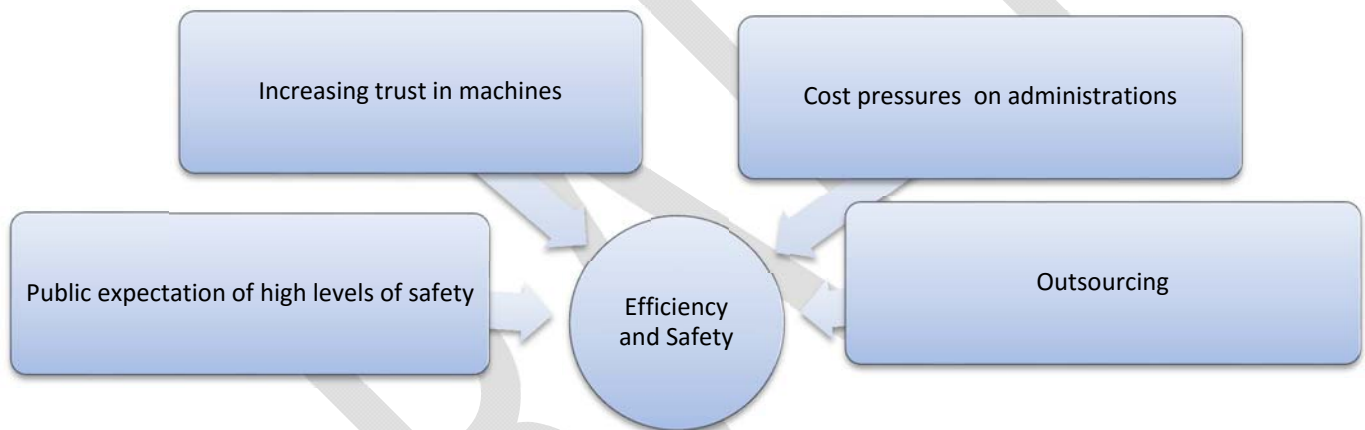 Increasing trust in machines
Cost pressures  on administrations
Public expectation of high levels of safety
Efficiency
and Safety
Outsourcing